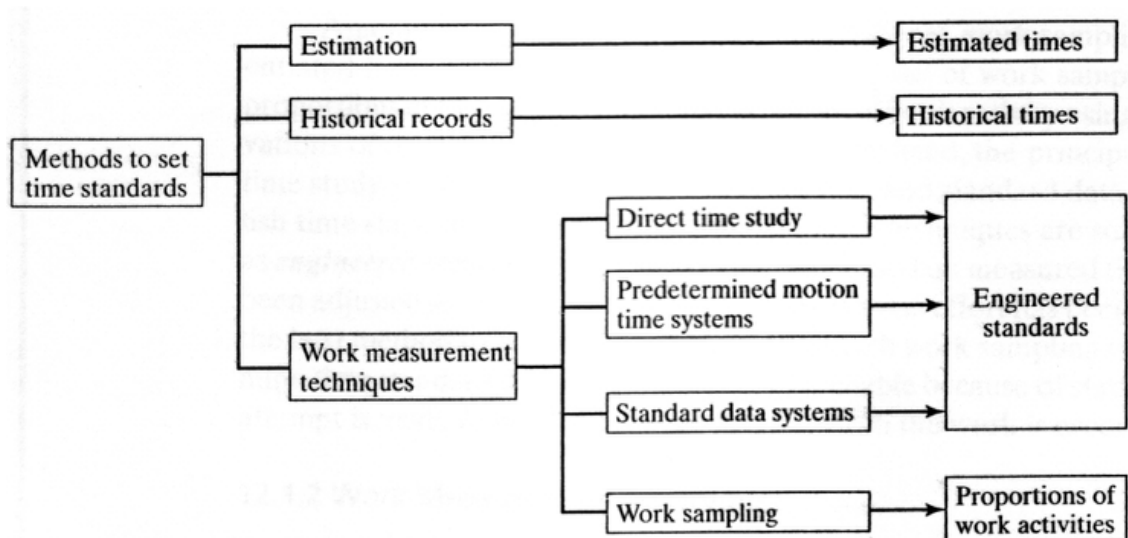 Estimation
Estimated times
Historical records
Historical times
Methods to set
time standards
Direct time study
Predetermined motion
time systems
Engineered
standards
Work measurement
techniques
Standard data systems
Work sampling
Proportions of
work activities